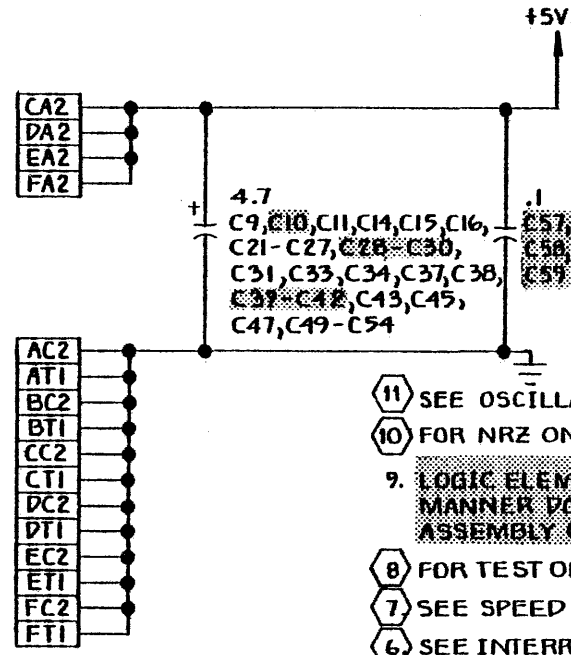 +5V
CA2
DA2
EA2
FA2
+
4.7
C9,C10,C11,C14,C15,C16,
C21-C27,C28-C30,
C31,C33,C34,C37,C38,
C39-C42,C43,C45,
C47,C49-C54
.1
C57,
C58,
C59
AC2
AT1
BC2
BT1
CC2
CT1
DC2
DT1
EC2
ET1
FC2
FT1
11 SEE OSCILLA
10 FOR NRZ ON
9. LOGIC ELEM
MANNER DO
ASSEMBLY
8 FOR TEST O
7 SEE SPEED
6 SEE INTERR